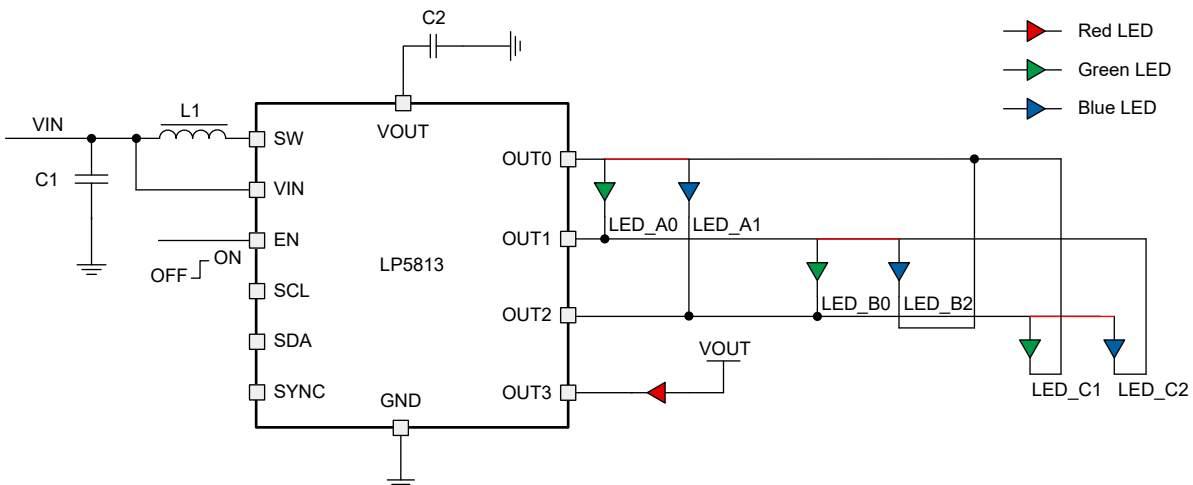 C2
Red LED
Green LED
Blue LED
VIN
L1
C1
SW
VOUT
OUT0
VIN
LED_A0
LED_A1
EN
OUT1
OFF
ON
LP5813
SCL
OUT2
LED_B0
LED_B2
SDA
VOUT
SYNC
GND
OUT3
LED_C1
LED_C2